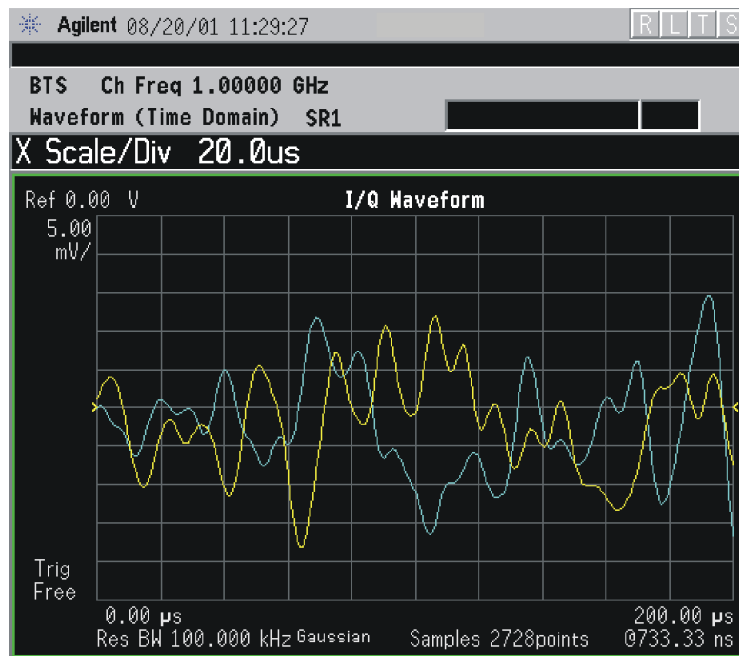 Agilent 08/20/01 11:29:27 R L T S
BTS Ch Freq 1.00000 GHz
Waveform (Time Domain) SR1
X Scale/Div 20.0us
Ref 0.00 V I/Q Waveform
5.00
mV/
Trig
Free
0.00 µs 200.00 µs
Res BW 100.000 kHz Gaussian Samples 2728points @733.33 ns